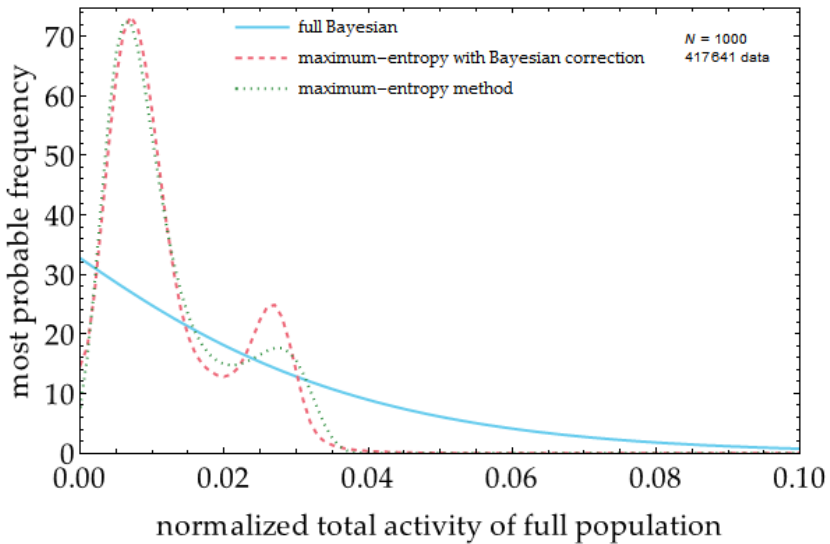 full Bayesian
maximum-entropy with Bayesian correction
maximum-entropy method
N = 1000
417641 data
most probable frequency
70
60
50
40
30
20
10
0
0.00 0.02 0.04 0.06 0.08 0.10
normalized total activity of full population